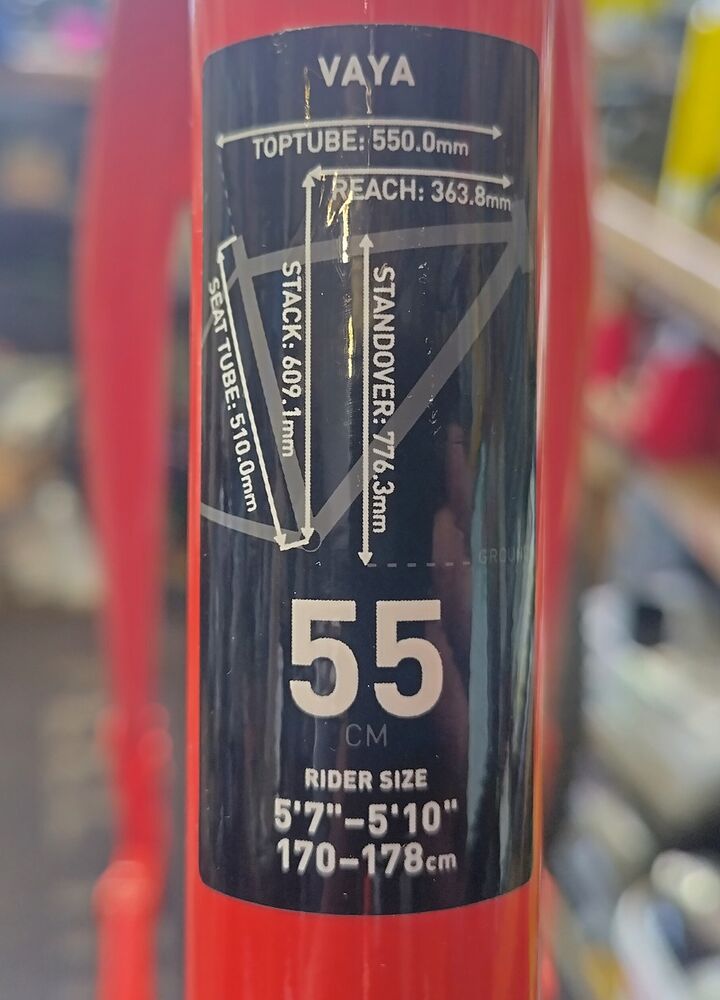 VAYA
TOPTUBE: 550.0mm
REACH: 363.8mm
SEAT TUBE: 510.0mm
STACK: 609.1mm
STANDOVER: 776.3mm
GROUND
55
CM
RIDER SIZE
5'7"–5'10"
170–178cm